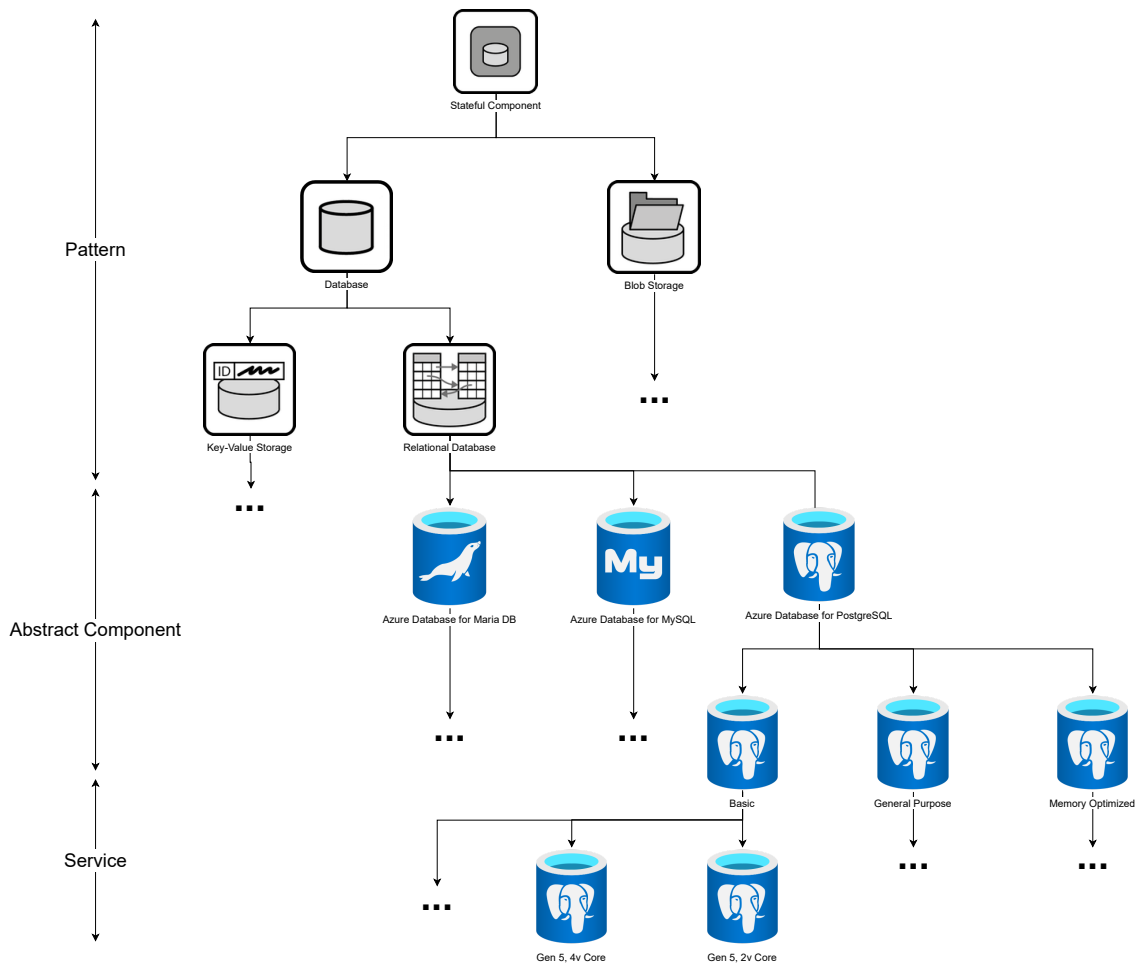 Stateful Component
Pattern
Database
Blob Storage
ID
Key-Value Storage
Relational Database
...
...
My
Azure Database for Maria DB
Azure Database for MySQL
Azure Database for PostgreSQL
Abstract Component
...
...
Basic
General Purpose
Memory Optimized
Service
...
...
...
Gen 5, 4v Core
Gen 5, 2v Core